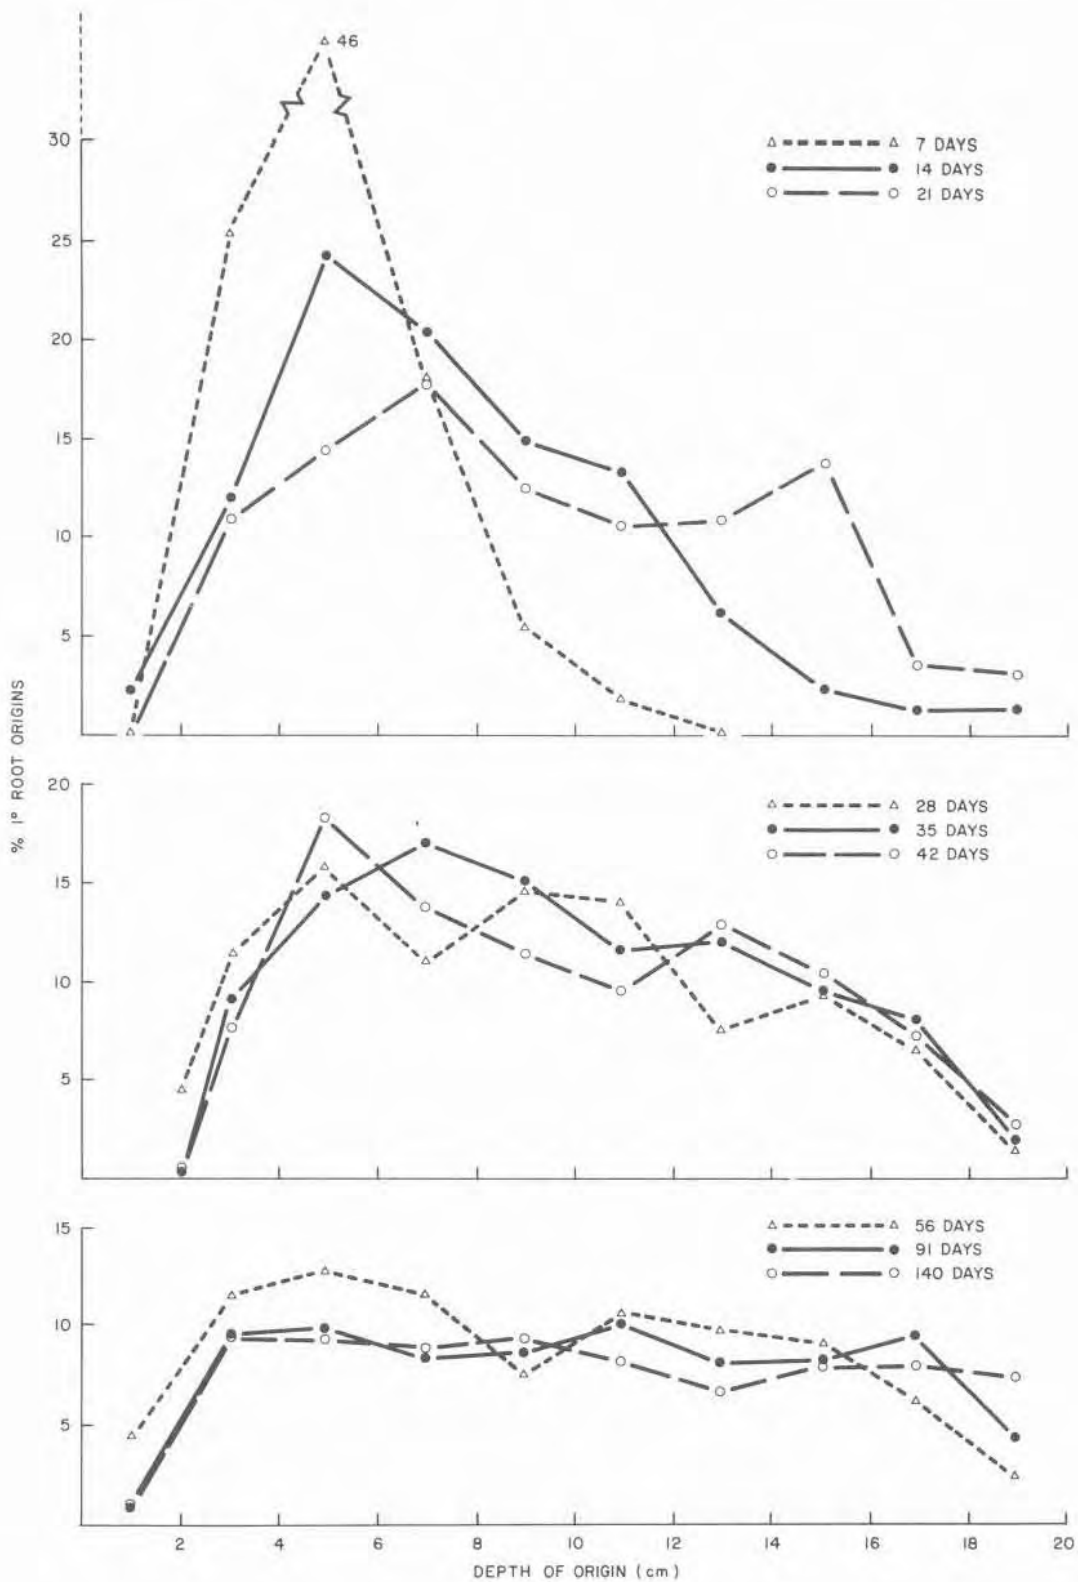 46
30
25
20
15
10
5
7 DAYS
14 DAYS
21 DAYS
% 1° ROOT ORIGINS
20
15
10
5
28 DAYS
35 DAYS
42 DAYS
15
10
5
56 DAYS
91 DAYS
140 DAYS
2 4 6 8 10 12 14 16 18 20
DEPTH OF ORIGIN (cm)